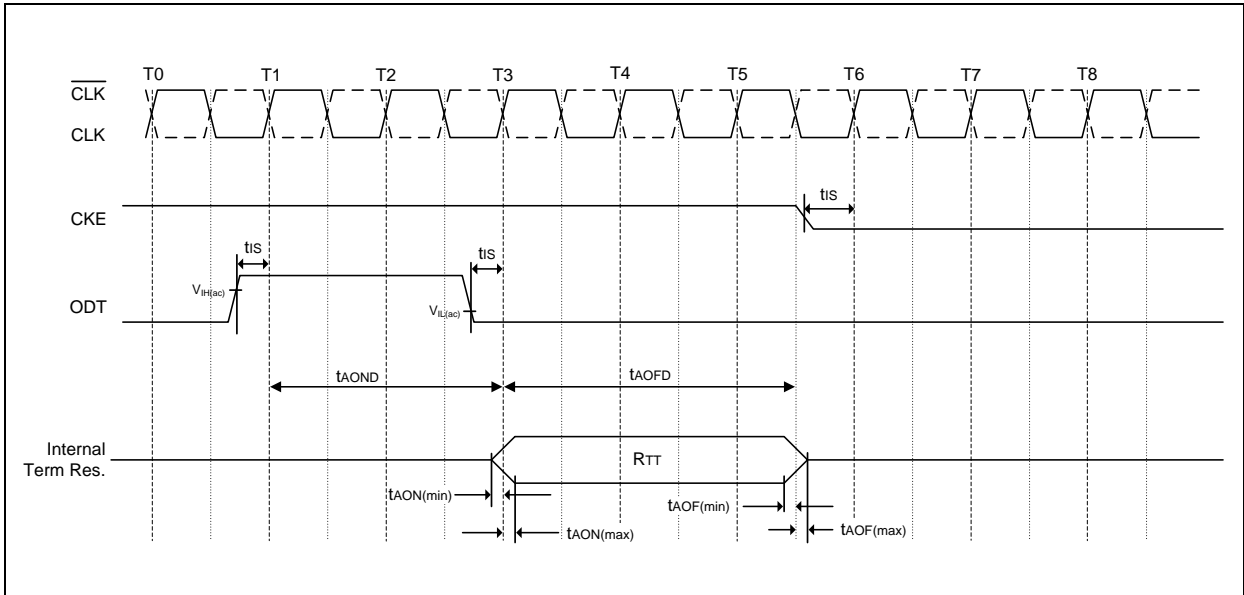 T0 T1 T2 T3 T4 T5 T6 T7 T8
CLK
CLK
CKE
tIS
tIS
tIS
VIH(ac)
ODT
VIL(ac)
tAOND
tAOFD
Internal
Term Res.
RTT
tAON(min)
tAOF(min)
tAON(max)
tAOF(max)